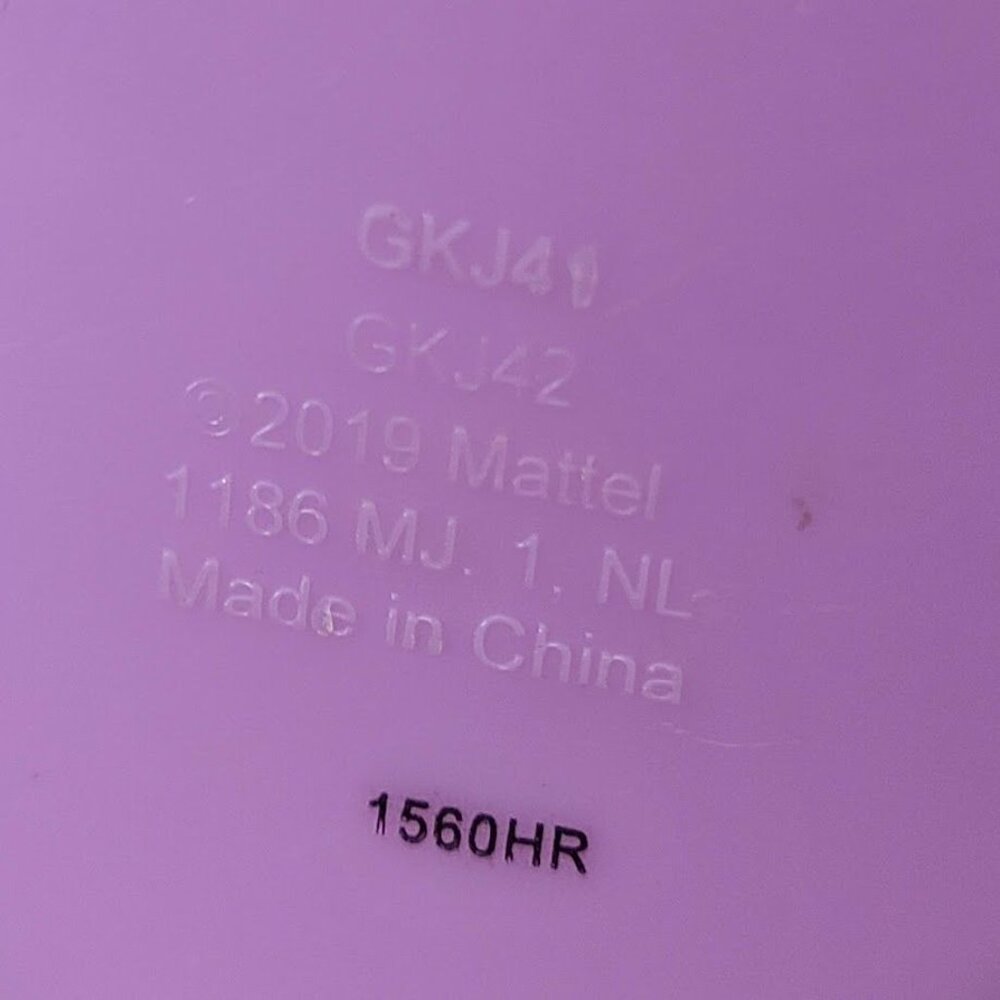 GKJ41
GKJ42
©2019 Mattel
1186 MJ. 1. NL
Made in China
1560HR